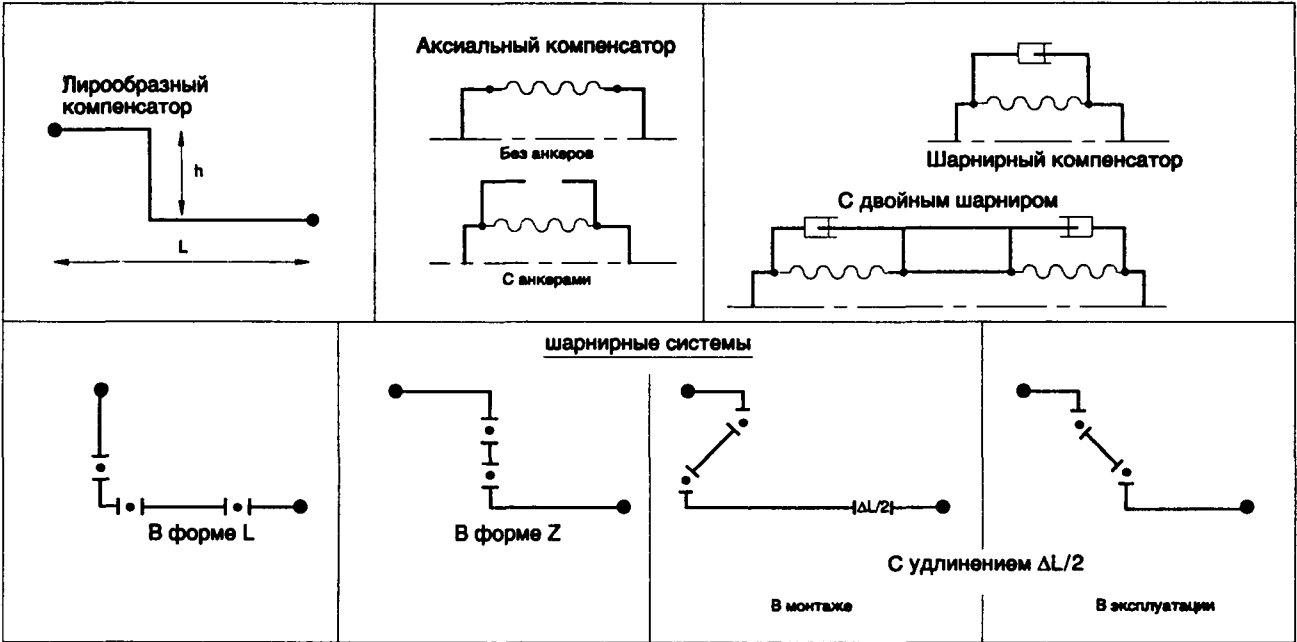 Лирообразный
компенсатор
h
L
Аксиальный компенсатор
Без анкеров
С анкерами
Шарнирный компенсатор
С двойным шарниром
шарнирные системы
В форме L
В форме Z
ΔL/2
С удлинением ΔL/2
В монтаже
В эксплуатации